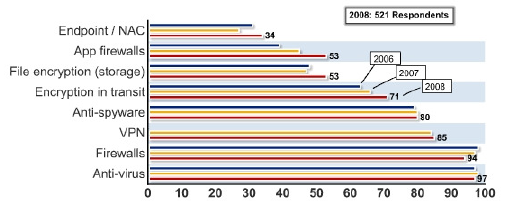 2008: 521 Respondents
Endpoint / NAC
34
App firewalls
53
File encryption (storage)
53
2006
2007
2008
Encryption in transit
71
Anti-spyware
80
VPN
85
Firewalls
94
Anti-virus
97
0 10 20 30 40 50 60 70 80 90 100